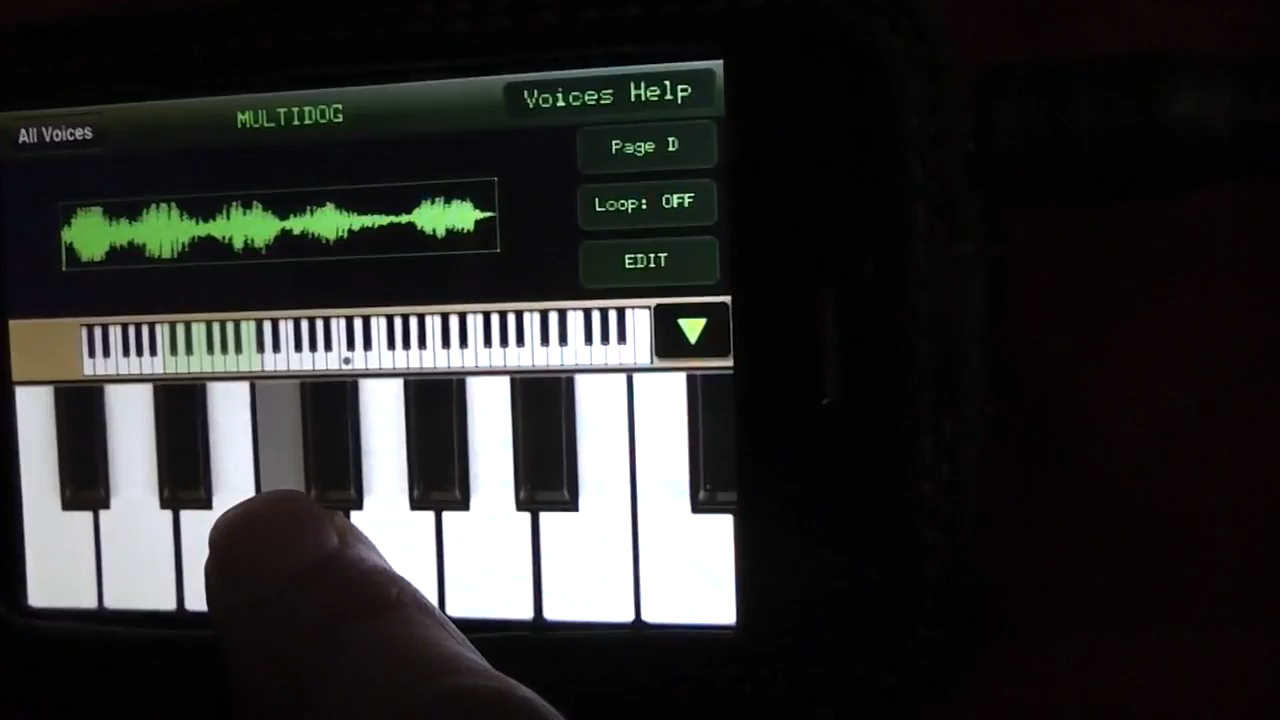 All Voices
MULTIDOG
Voices Help
Page D
Loop: OFF
EDIT